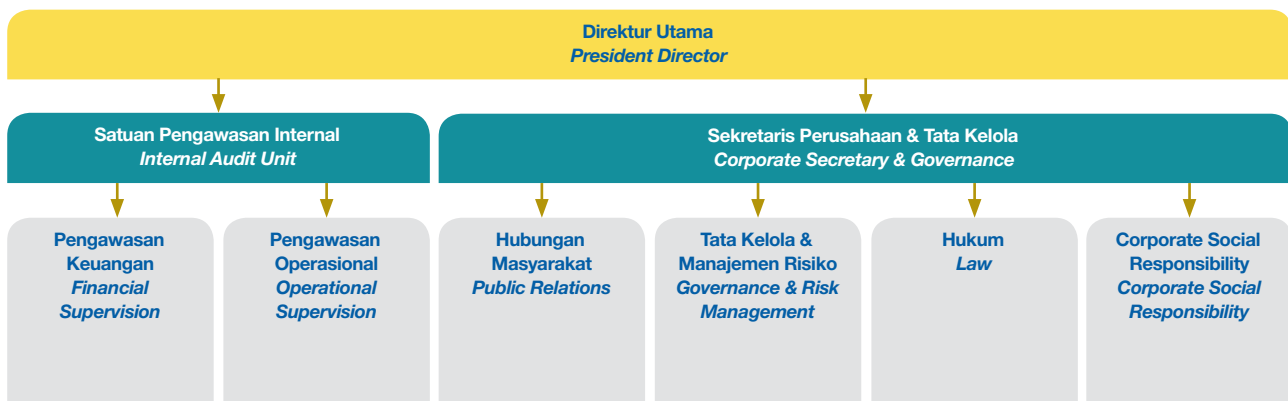 Direktur Utama
President Director
Satuan Pengawasan Internal
Internal Audit Unit
Sekretaris Perusahaan & Tata Kelola
Corporate Secretary & Governance
Pengawasan
Keuangan
Financial
Supervision
Pengawasan
Operasional
Operational
Supervision
Hubungan
Masyarakat
Public Relations
Tata Kelola &
Manajemen Risiko
Governance & Risk
Management
Hukum
Law
Corporate Social
Responsibility
Corporate Social
Responsibility